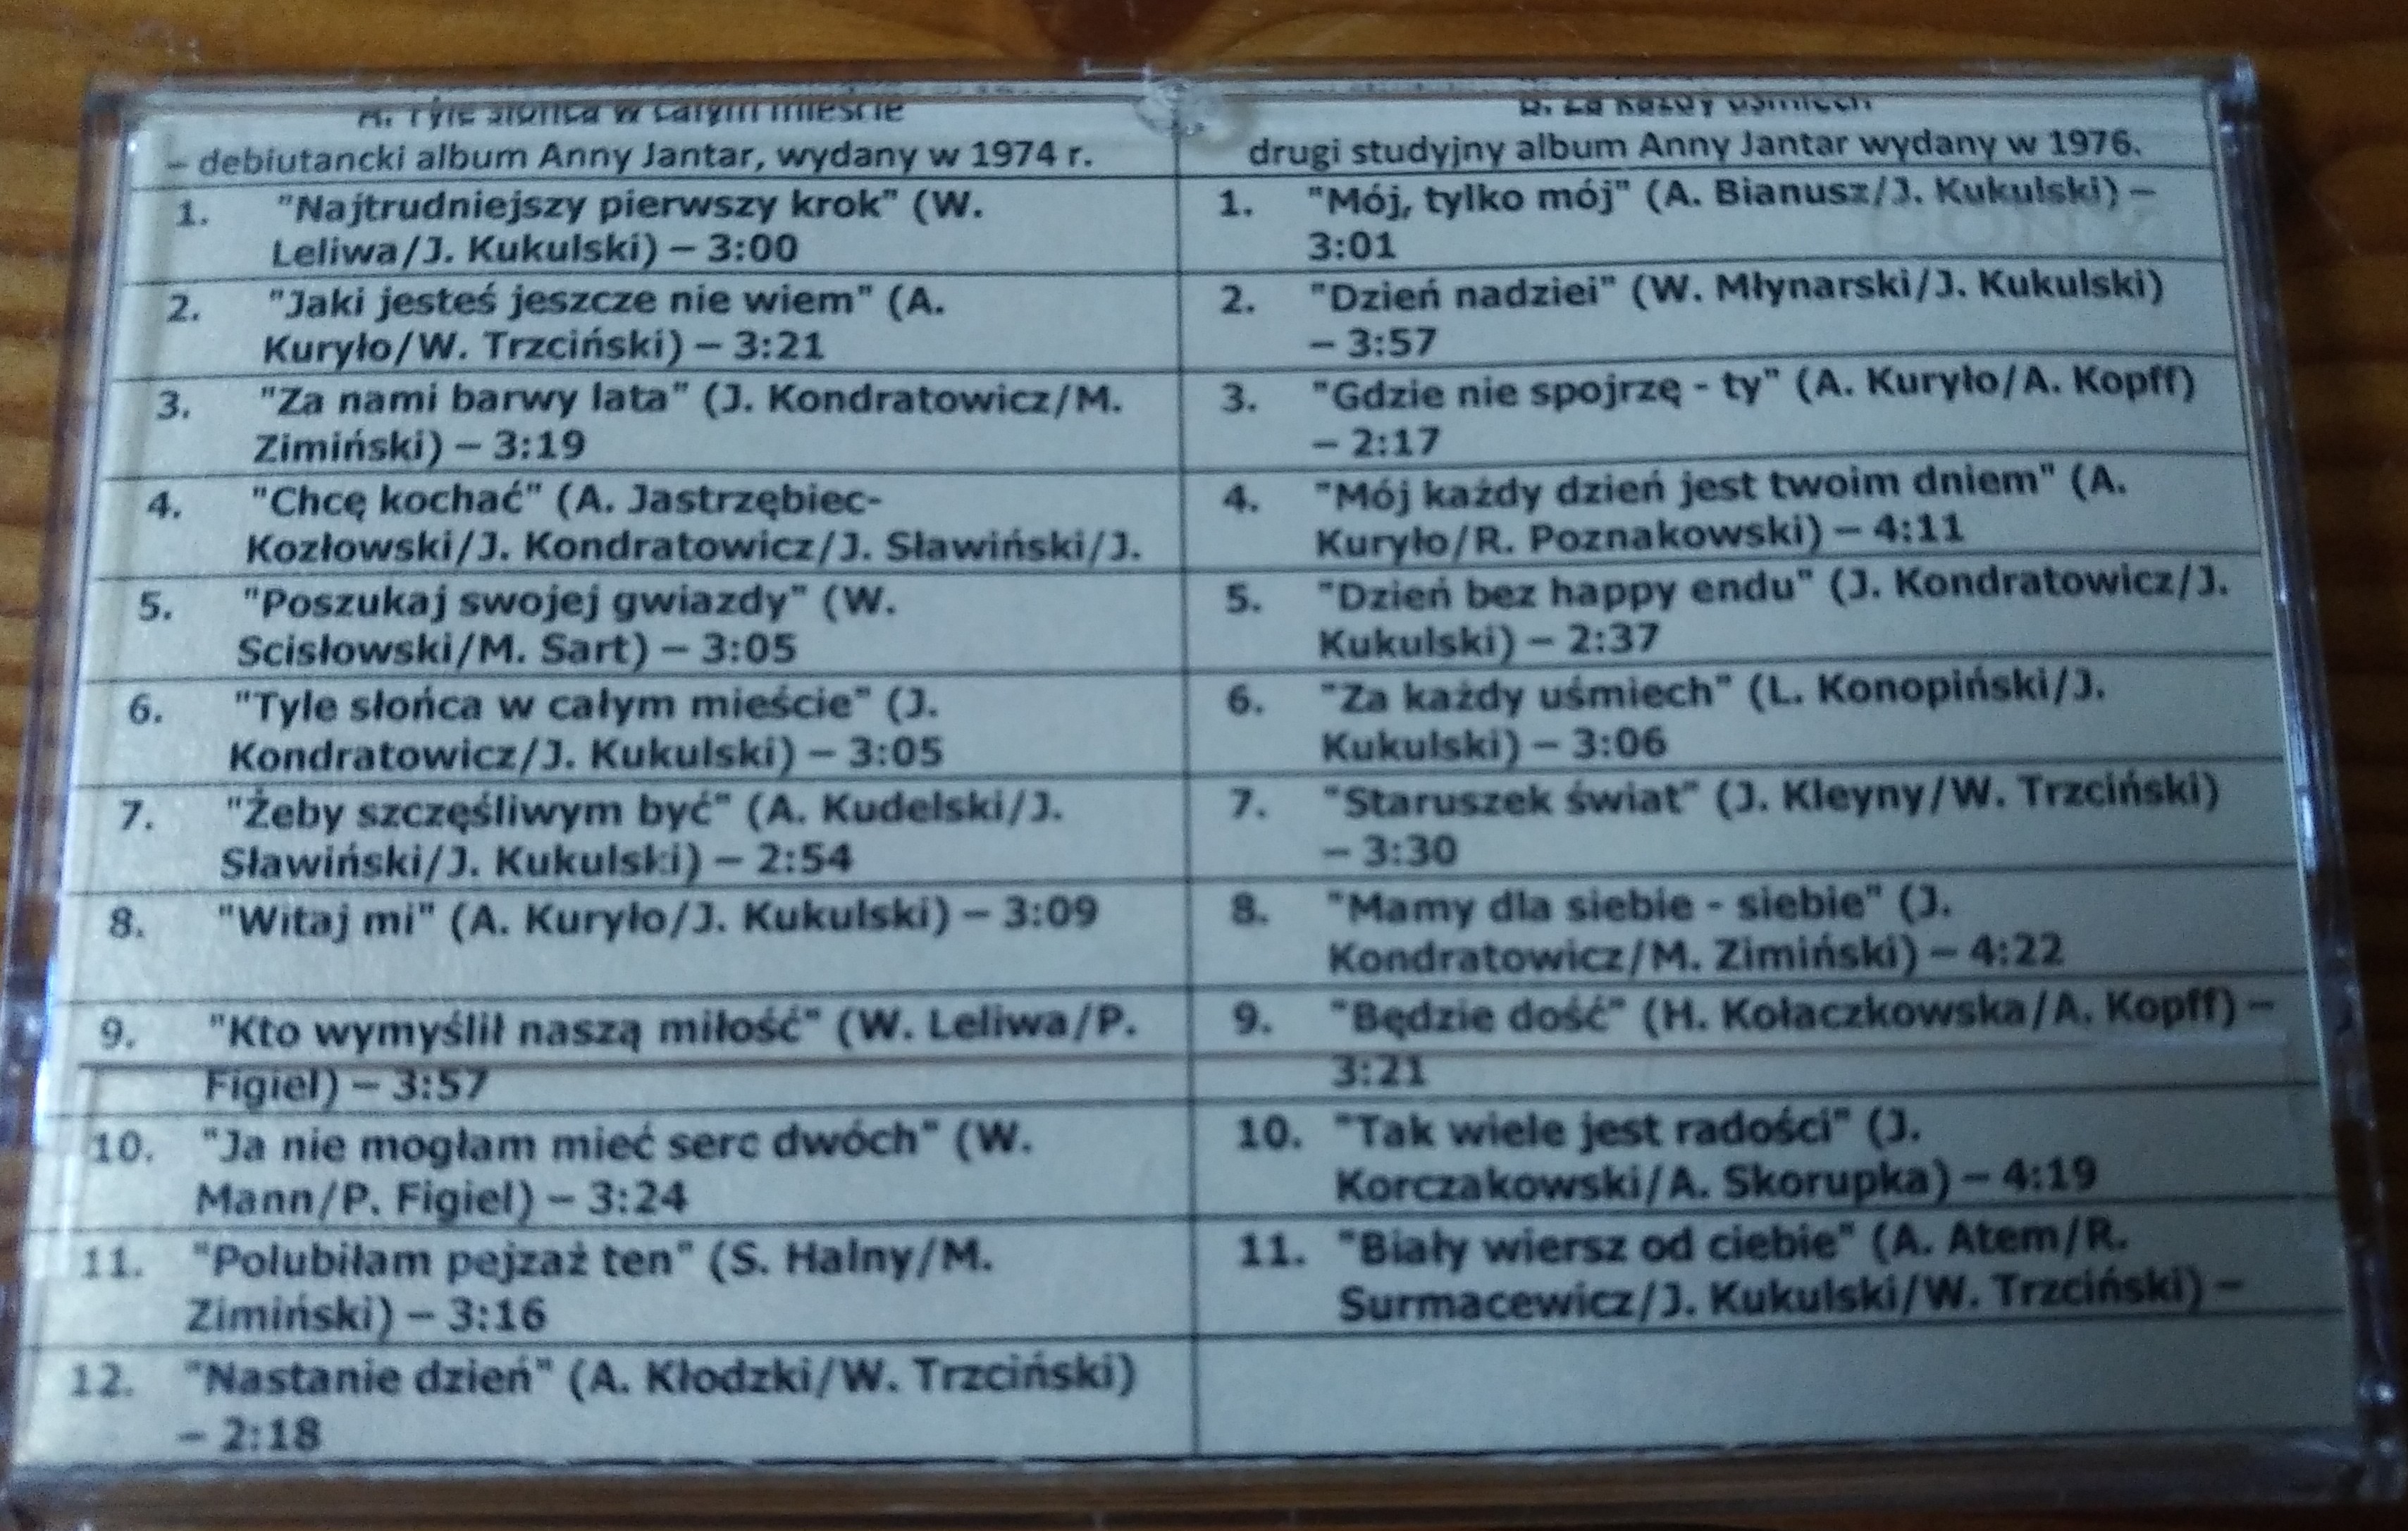 A. Tyle słońca w całym mieście
– debiutancki album Anny Jantar, wydany w 1974 r.
1. "Najtrudniejszy pierwszy krok" (W.
Leliwa/J. Kukulski) – 3:00
2. "Jaki jesteś jeszcze nie wiem" (A.
Kuryło/W. Trzciński) – 3:21
3. "Za nami barwy lata" (J. Kondratowicz/M.
Zimiński) – 3:19
4. "Chcę kochać" (A. Jastrzębiec-
Kozłowski/J. Kondratowicz/J. Sławiński/J.
5. "Poszukaj swojej gwiazdy" (W.
Scisłowski/M. Sart) – 3:05
6. "Tyle słońca w całym mieście" (J.
Kondratowicz/J. Kukulski) – 3:05
7. "Żeby szczęśliwym być" (A. Kudelski/J.
Sławiński/J. Kukulski) – 2:54
8. "Witaj mi" (A. Kuryło/J. Kukulski) – 3:09
9. "Kto wymyślił naszą miłość" (W. Leliwa/P.
Figiel) – 3:57
10. "Ja nie mogłam mieć serc dwóch" (W.
Mann/P. Figiel) – 3:24
11. "Polubiłam pejzaż ten" (S. Halny/M.
Zimiński) – 3:16
12. "Nastanie dzień" (A. Kłodzki/W. Trzciński)
– 2:18
B. Za każdy uśmiech
drugi studyjny album Anny Jantar wydany w 1976.
1. "Mój, tylko mój" (A. Bianusz/J. Kukulski) –
3:01
2. "Dzień nadziei" (W. Młynarski/J. Kukulski)
– 3:57
3. "Gdzie nie spojrzę - ty" (A. Kuryło/A. Kopff)
– 2:17
4. "Mój każdy dzień jest twoim dniem" (A.
Kuryło/R. Poznakowski) – 4:11
5. "Dzień bez happy endu" (J. Kondratowicz/J.
Kukulski) – 2:37
6. "Za każdy uśmiech" (L. Konopiński/J.
Kukulski) – 3:06
7. "Staruszek świat" (J. Kleyny/W. Trzciński)
– 3:30
8. "Mamy dla siebie - siebie" (J.
Kondratowicz/M. Zimiński) – 4:22
9. "Będzie dość" (H. Kołaczkowska/A. Kopff) –
3:21
10. "Tak wiele jest radości" (J.
Korczakowski/A. Skorupka) – 4:19
11. "Biały wiersz od ciebie" (A. Atem/R.
Surmacewicz/J. Kukulski/W. Trzciński) –